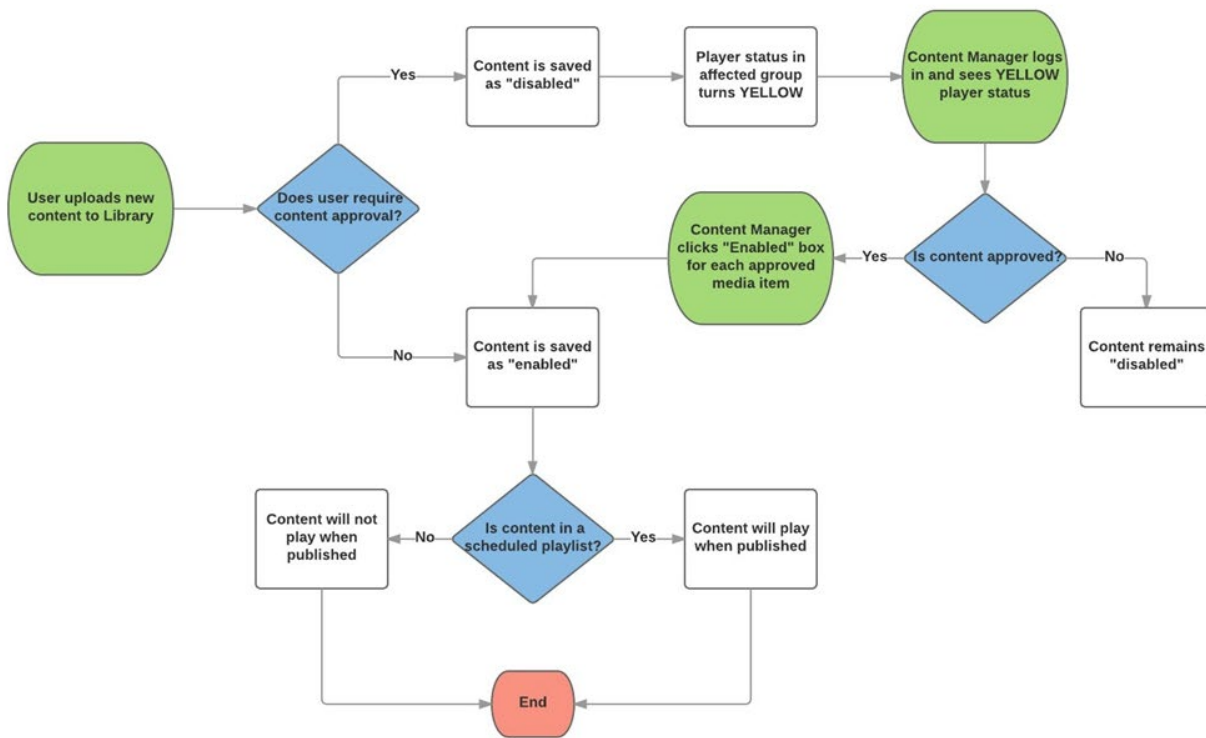 Yes
Content is saved
as "disabled"
Player status in
affected group
turns YELLOW
Content Manager logs
in and sees YELLOW
player status
User uploads new
content to Library
Does user require
content approval?
Content Manager
clicks "Enabled" box
for each approved
media item
Yes
Is content approved?
No
No
Content is saved
as "enabled"
Content remains
"disabled"
Content will not
play when
published
No
Is content in a
scheduled playlist?
Yes
Content will play
when published
End